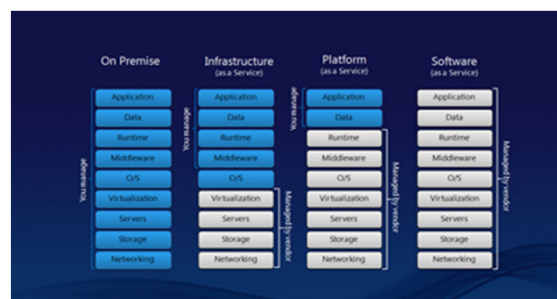 On Premise
Infrastructure
(as a Service)
Platform
(as a Service)
Software
(as a Service)
You manage
Application
Data
Runtime
Middleware
O/S
Virtualization
Servers
Storage
Networking
You manage
Application
Data
Runtime
Middleware
O/S
Virtualization
Servers
Storage
Networking
Managed by vendor
You manage
Application
Data
Runtime
Middleware
O/S
Virtualization
Servers
Storage
Networking
Managed by vendor
Application
Data
Runtime
Middleware
O/S
Virtualization
Servers
Storage
Networking
Managed by vendor